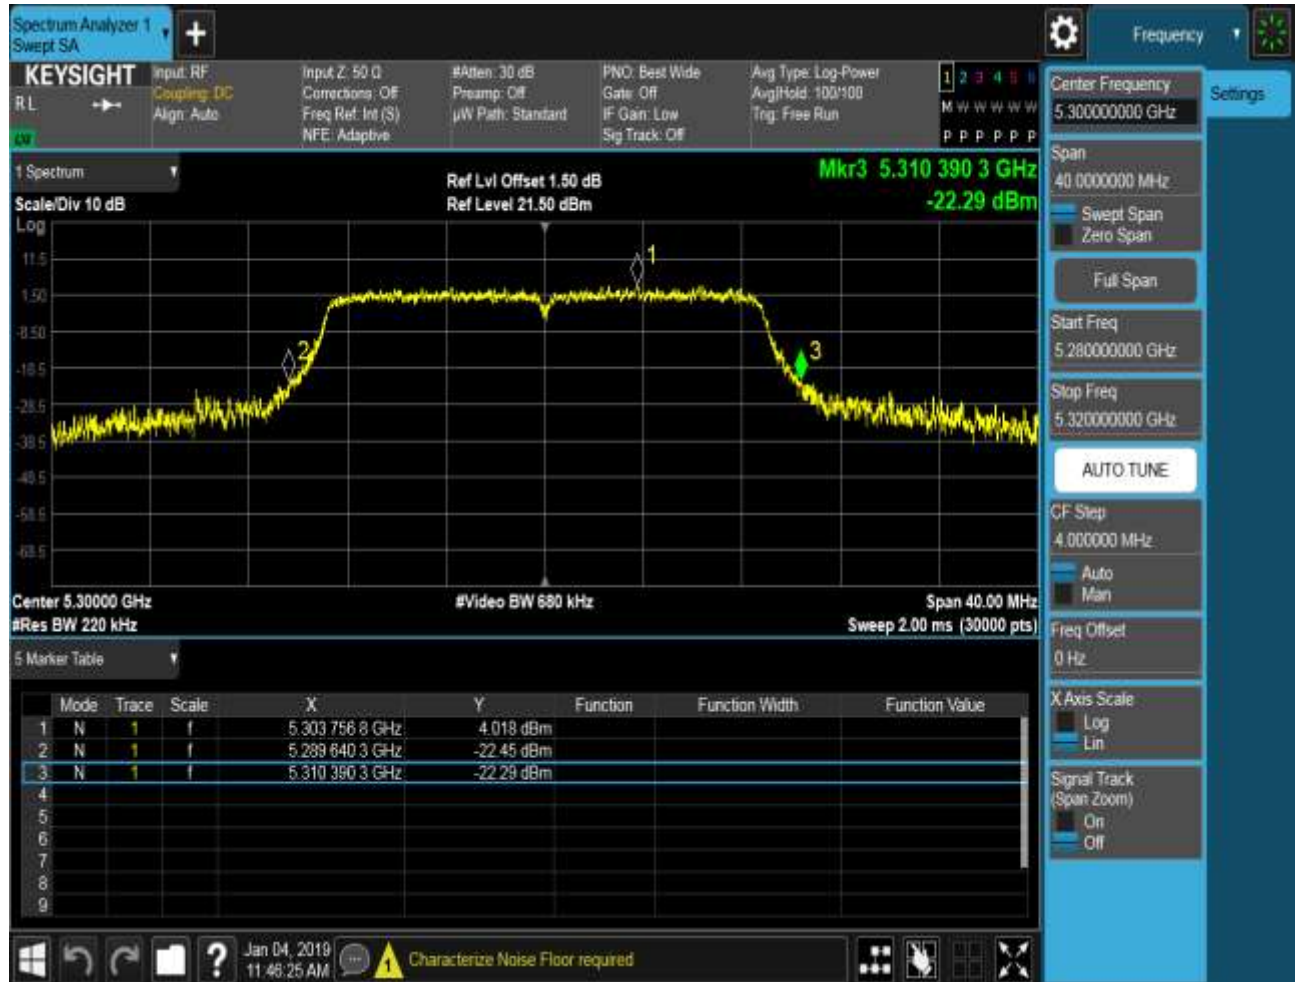 Spectrum Analyzer 1
Swept SA
Frequency
KEYSIGHT
Input: RF
Coupling: DC
Align: Auto
Input Z: 50 Ω
Corrections: Off
Freq Ref: Int (S)
NFE: Adaptive
#Atten: 30 dB
Preamp: Off
µW Path: Standard
PNO: Best Wide
Gate: Off
IF Gain: Low
Sig Track: Off
Avg Type: Log-Power
Avg|Hold: 100/100
Trig: Free Run
1 2 3 4 5 6
M W W W W W
P P P P P P
R L
Center Frequency
5.300000000 GHz
Settings
Span
40.0000000 MHz
Swept Span
Zero Span
Full Span
Start Freq
5.280000000 GHz
Stop Freq
5.320000000 GHz
AUTO TUNE
CF Step
4.000000 MHz
Auto
Man
Freq Offset
0 Hz
X Axis Scale
Log
Lin
Signal Track
(Span Zoom)
On
Off
1 Spectrum
Scale/Div 10 dB
Ref Lvl Offset 1.50 dB
Ref Level 21.50 dBm
Mkr3 5.310 390 3 GHz
-22.29 dBm
Log
11.5
1.50
-8.50
-18.5
-28.5
-38.5
-48.5
-58.5
-68.5
1
2
3
Center 5.30000 GHz
#Res BW 220 kHz
#Video BW 680 kHz
Span 40.00 MHz
Sweep 2.00 ms (30000 pts)
5 Marker Table
Mode Trace Scale X Y Function Function Width Function Value
1 N 1 f 5.303 756 8 GHz 4.018 dBm
2 N 1 f 5.289 640 3 GHz -22.45 dBm
3 N 1 f 5.310 390 3 GHz -22.29 dBm
4
5
6
7
8
9
?
Jan 04, 2019
11:46:25 AM
1
Characterize Noise Floor required